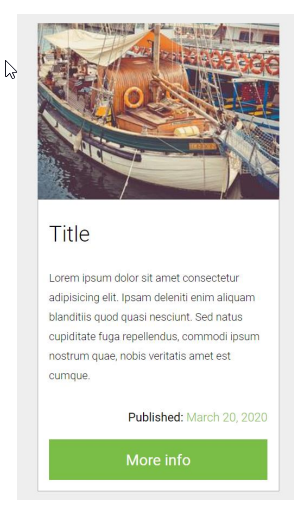 Title
Lorem ipsum dolor sit amet consectetur
adipisicing elit. Ipsam deleniti enim aliquam
blanditiis quod quasi nesciunt. Sed natus
cupiditate fuga repellendus, commodi ipsum
nostrum quae, nobis veritatis amet est
cumque.
Published: March 20, 2020
More info